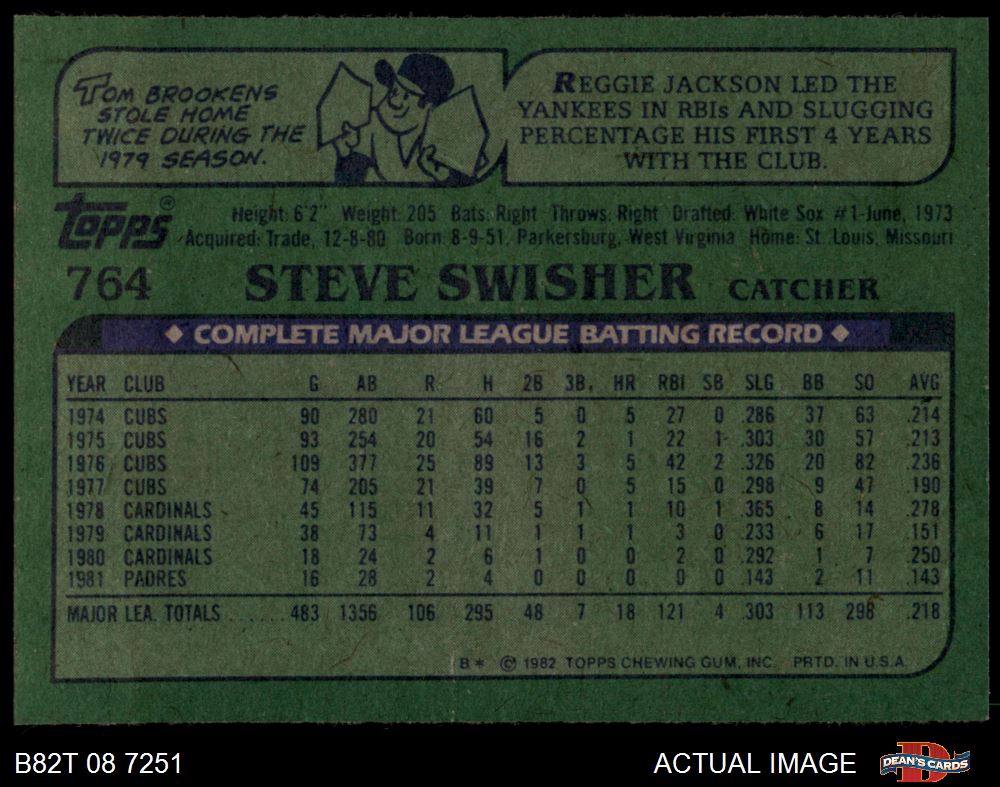 TOM BROOKENS
STOLE HOME
TWICE DURING THE
1979 SEASON.
REGGIE JACKSON LED THE
YANKEES IN RBIs AND SLUGGING
PERCENTAGE HIS FIRST 4 YEARS
WITH THE CLUB.
Topps®
Height: 6'2" Weight: 205 Bats: Right Throws: Right Drafted: White Sox #1-June, 1973
Acquired: Trade, 12-8-80 Born: 8-9-51, Parkersburg, West Virginia Home: St. Louis, Missouri
764 STEVE SWISHER CATCHER
◆ COMPLETE MAJOR LEAGUE BATTING RECORD ◆
YEAR CLUB G AB R H 2B 3B. HR RBI SB SLG BB SO AVG
1974 CUBS 90 280 21 60 5 0 5 27 0 .286 37 63 .214
1975 CUBS 93 254 20 54 16 2 1 22 1 .303 30 57 .213
1976 CUBS 109 377 25 89 13 3 5 42 2 .326 20 82 .236
1977 CUBS 74 205 21 39 7 0 5 15 0 .298 9 47 .190
1978 CARDINALS 45 115 11 32 5 1 1 10 1 .365 8 14 .278
1979 CARDINALS 38 73 4 11 1 1 1 3 0 .233 6 17 .151
1980 CARDINALS 18 24 2 6 1 0 0 2 0 .292 1 7 .250
1981 PADRES 16 28 2 4 0 0 0 0 0 .143 2 11 .143
MAJOR LEA. TOTALS ...... 483 1356 106 295 48 7 18 121 4 .303 113 298 .218
B* © 1982 TOPPS CHEWING GUM, INC. PRTD. IN U.S.A.
B82T 08 7251
ACTUAL IMAGE
D
DEAN'S CARDS